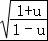 √(1+u / 1−u)